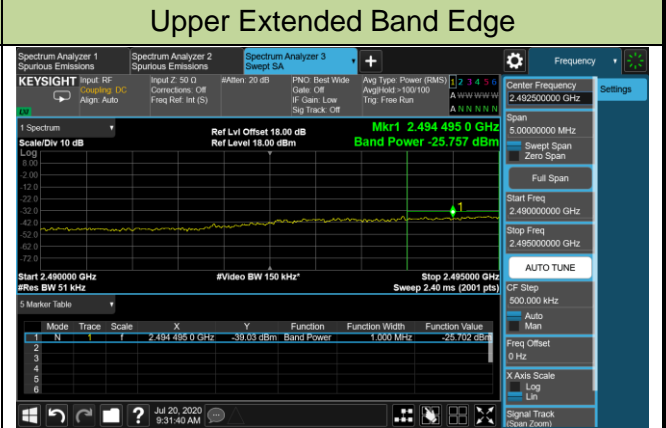 Upper Extended Band Edge
Spectrum Analyzer 1
Spurious Emissions
Spectrum Analyzer 2
Spurious Emissions
Spectrum Analyzer 3
Swept SA
+
Frequency
KEYSIGHT
Input: RF
Coupling: DC
Align: Auto
Input Z: 50 Ω
Corrections: Off
Freq Ref: Int (S)
#Atten: 20 dB
PNO: Best Wide
Gate: Off
IF Gain: Low
Sig Track: Off
Avg Type: Power (RMS)
Avg|Hold:>100/100
Trig: Free Run
1 2 3 4 5 6
A W W W W W
A N N N N N
Settings
Center Frequency
2.492500000 GHz
Span
5.00000000 MHz
Swept Span
Zero Span
Full Span
Start Freq
2.490000000 GHz
Stop Freq
2.495000000 GHz
AUTO TUNE
CF Step
500.000 kHz
Auto
Man
Freq Offset
0 Hz
X Axis Scale
Log
Lin
Signal Track
(Span Zoom)
1 Spectrum
Scale/Div 10 dB
Ref Lvl Offset 18.00 dB
Ref Level 18.00 dBm
Mkr1 2.494 495 0 GHz
Band Power -25.757 dBm
Log
8.00
-2.00
-12.0
-22.0
-32.0
-42.0
-52.0
-62.0
-72.0
1
Start 2.490000 GHz
#Res BW 51 kHz
#Video BW 150 kHz*
Stop 2.495000 GHz
Sweep 2.40 ms (2001 pts)
5 Marker Table
Mode Trace Scale X Y Function Function Width Function Value
1 N 1 f 2.494 495 0 GHz -39.03 dBm Band Power 1.000 MHz -25.702 dBm
2
3
4
5
6
Jul 20, 2020
9:31:40 AM